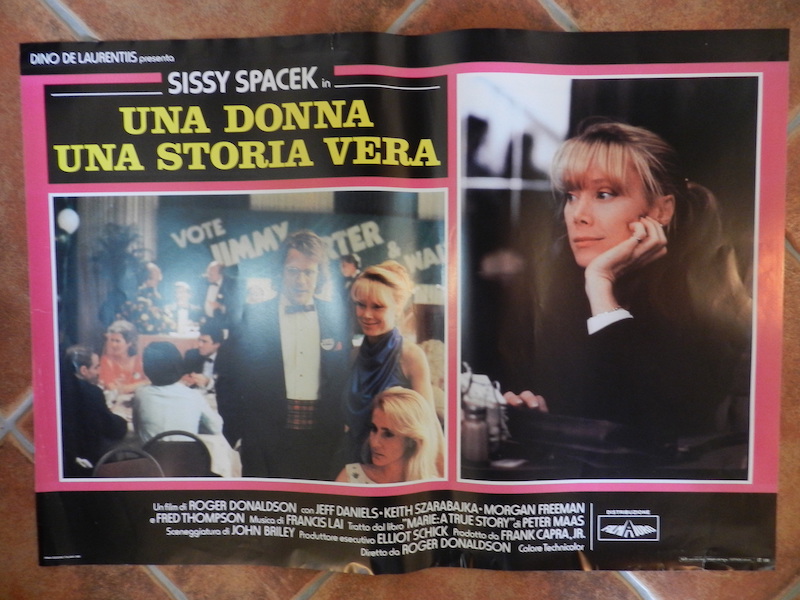 DINO DE LAURENTIIS presenta
SISSY SPACEK in
UNA DONNA
UNA STORIA VERA
VOTE
JIMMY RTER &
WAL
Un film di ROGER DONALDSON con JEFF DANIELS · KEITH SZARABAJKA · MORGAN FREEMAN
e FRED THOMPSON Musica di FRANCIS LAI Tratto dal libro "MARIE: A TRUE STORY" di PETER MAAS
Sceneggiatura di JOHN BRILEY Produttore esecutivo ELLIOT SCHICK Prodotto da FRANK CAPRA, JR.
Diretto da ROGER DONALDSON Colore Technicolor
DISTRIBUZIONE